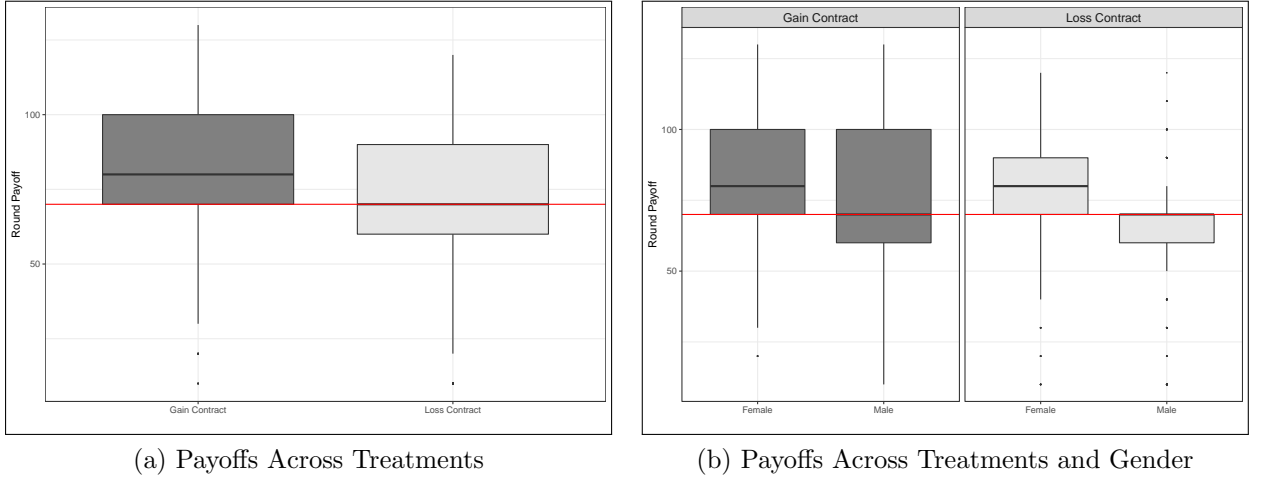 Round Payoff
100
50
Gain Contract
Loss Contract
(a) Payoffs Across Treatments
Gain Contract
Loss Contract
Round Payoff
100
50
Female
Male
Female
Male
(b) Payoffs Across Treatments and Gender